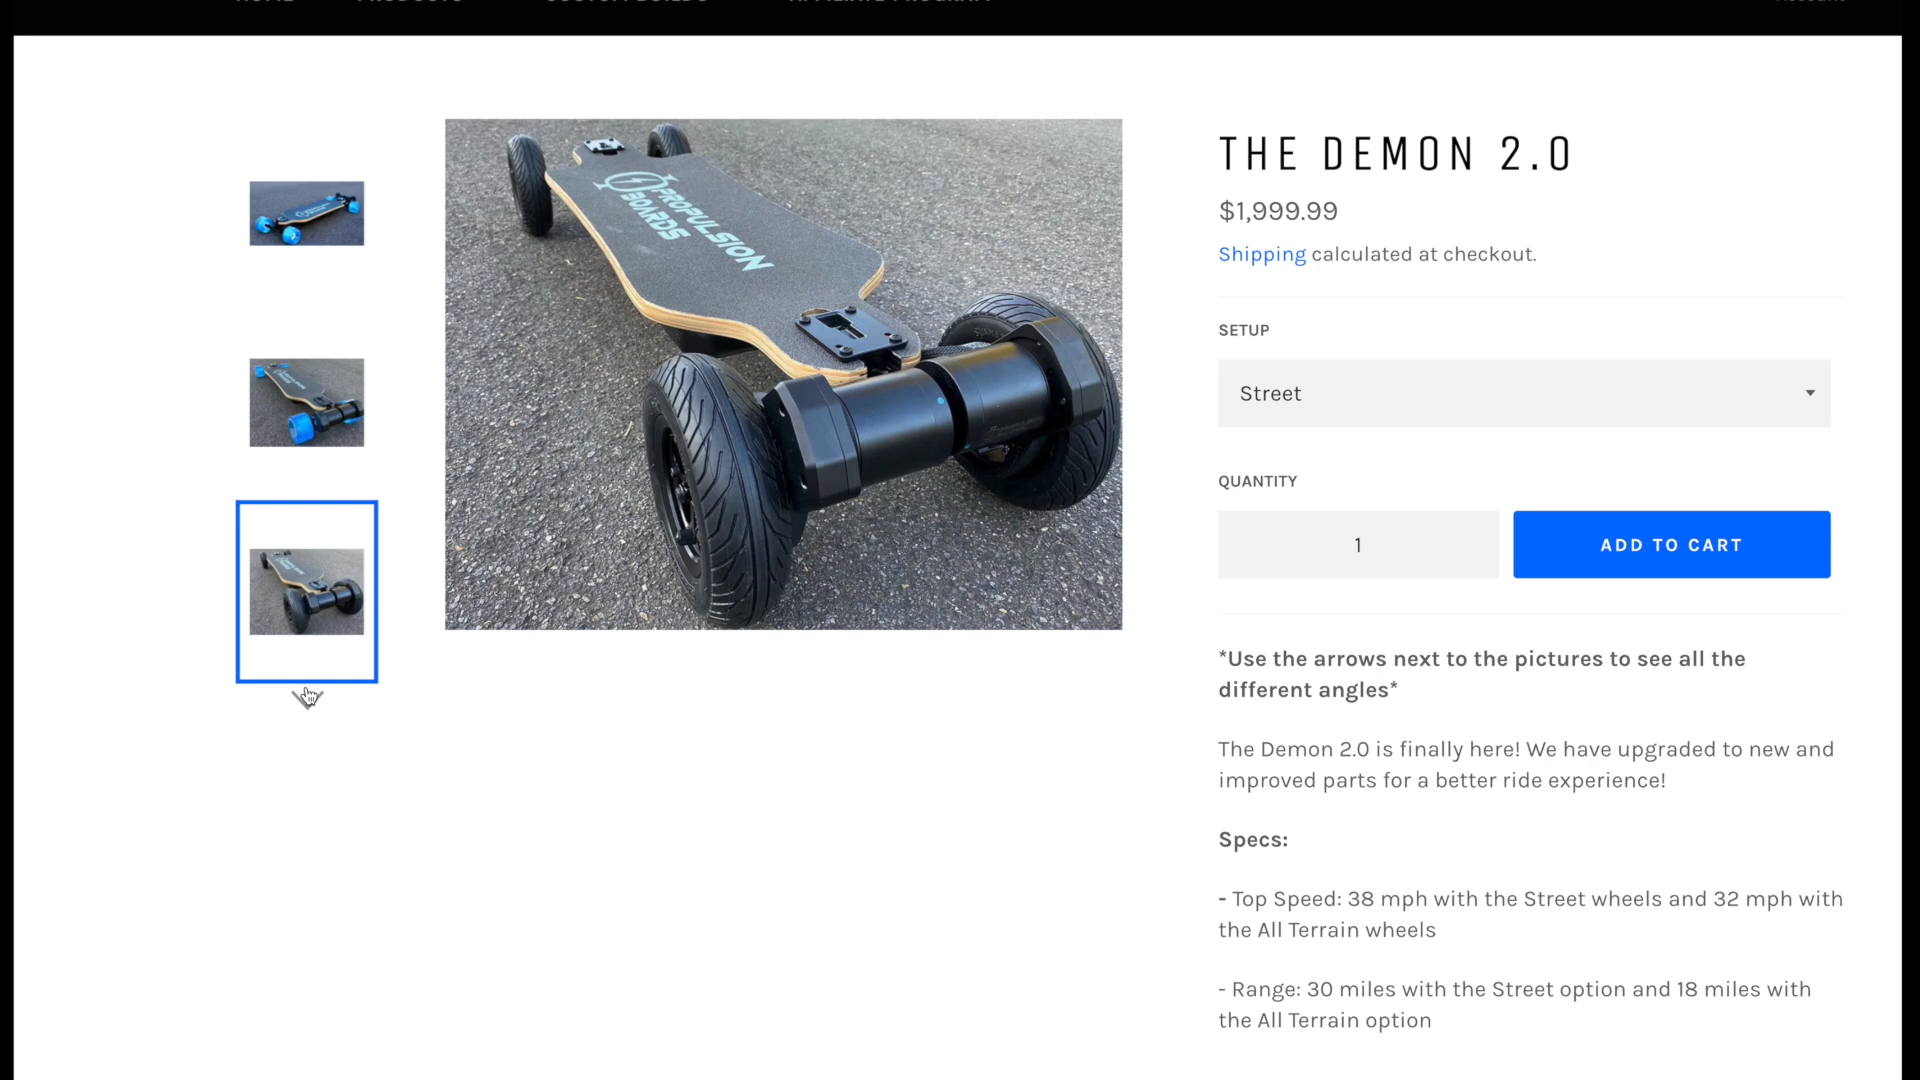 THE DEMON 2.0
$1,999.99
Shipping calculated at checkout.
SETUP
Street
QUANTITY
1
ADD TO CART
*Use the arrows next to the pictures to see all the
different angles*
The Demon 2.0 is finally here! We have upgraded to new and
improved parts for a better ride experience!
Specs:
- Top Speed: 38 mph with the Street wheels and 32 mph with
the All Terrain wheels
- Range: 30 miles with the Street option and 18 miles with
the All Terrain option
PROPULSION
BOARDS